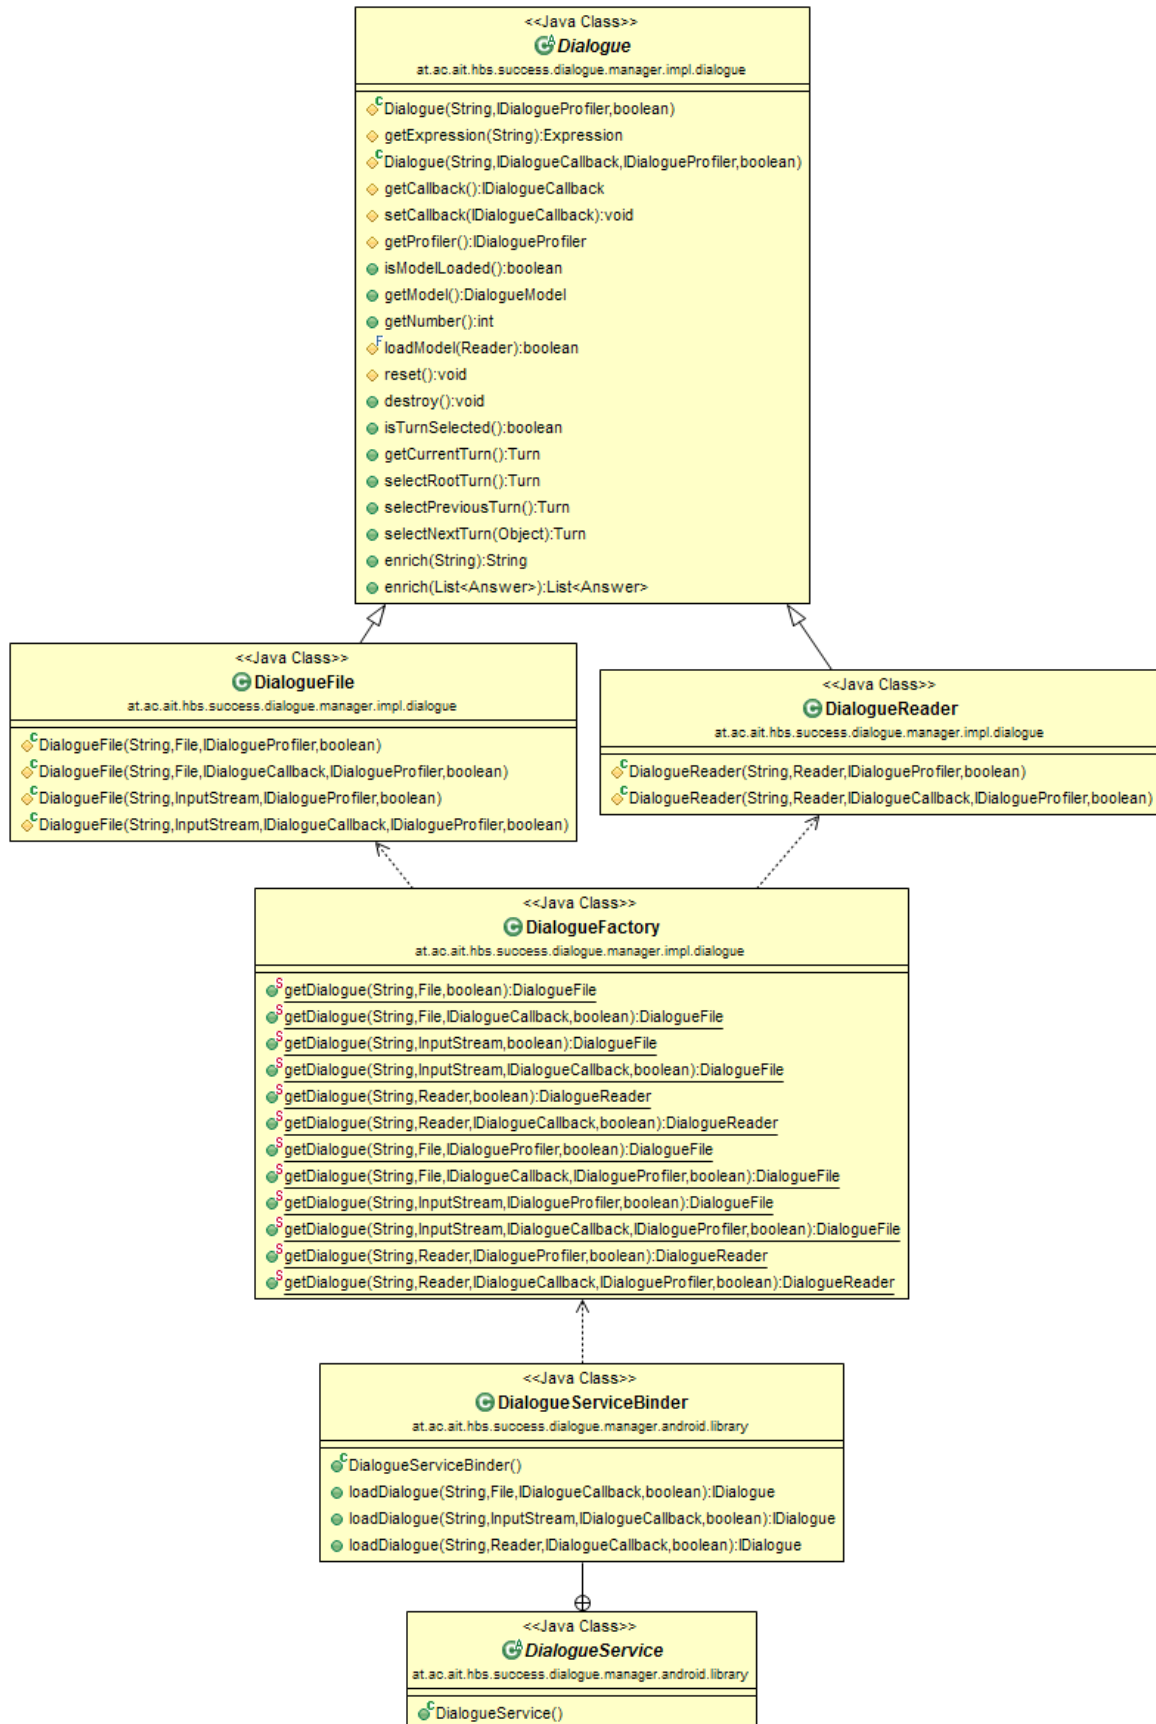 <<Java Class>>
Dialogue
at.ac.ait.hbs.success.dialogue.manager.impl.dialogue
Dialogue(String,IDialogueProfiler,boolean)
getExpression(String):Expression
Dialogue(String,IDialogueCallback,IDialogueProfiler,boolean)
getCallback():IDialogueCallback
setCallback(IDialogueCallback):void
getProfiler():IDialogueProfiler
isModelLoaded():boolean
getModel():DialogueModel
getNumber():int
loadModel(Reader):boolean
reset():void
destroy():void
isTurnSelected():boolean
getCurrentTurn():Turn
selectRootTurn():Turn
selectPreviousTurn():Turn
selectNextTurn(Object):Turn
enrich(String):String
enrich(List<Answer>):List<Answer>
<<Java Class>>
DialogueFile
at.ac.ait.hbs.success.dialogue.manager.impl.dialogue
DialogueFile(String,File,IDialogueProfiler,boolean)
DialogueFile(String,File,IDialogueCallback,IDialogueProfiler,boolean)
DialogueFile(String,InputStream,IDialogueProfiler,boolean)
DialogueFile(String,InputStream,IDialogueCallback,IDialogueProfiler,boolean)
<<Java Class>>
DialogueReader
at.ac.ait.hbs.success.dialogue.manager.impl.dialogue
DialogueReader(String,Reader,IDialogueProfiler,boolean)
DialogueReader(String,Reader,IDialogueCallback,IDialogueProfiler,boolean)
<<Java Class>>
DialogueFactory
at.ac.ait.hbs.success.dialogue.manager.impl.dialogue
getDialogue(String,File,boolean):DialogueFile
getDialogue(String,File,IDialogueCallback,boolean):DialogueFile
getDialogue(String,InputStream,boolean):DialogueFile
getDialogue(String,InputStream,IDialogueCallback,boolean):DialogueFile
getDialogue(String,Reader,boolean):DialogueReader
getDialogue(String,Reader,IDialogueCallback,boolean):DialogueReader
getDialogue(String,File,IDialogueProfiler,boolean):DialogueFile
getDialogue(String,File,IDialogueCallback,IDialogueProfiler,boolean):DialogueFile
getDialogue(String,InputStream,IDialogueProfiler,boolean):DialogueFile
getDialogue(String,InputStream,IDialogueCallback,IDialogueProfiler,boolean):DialogueFile
getDialogue(String,Reader,IDialogueProfiler,boolean):DialogueReader
getDialogue(String,Reader,IDialogueCallback,IDialogueProfiler,boolean):DialogueReader
<<Java Class>>
DialogueServiceBinder
at.ac.ait.hbs.success.dialogue.manager.android.library
DialogueServiceBinder()
loadDialogue(String,File,IDialogueCallback,boolean):IDialogue
loadDialogue(String,InputStream,IDialogueCallback,boolean):IDialogue
loadDialogue(String,Reader,IDialogueCallback,boolean):IDialogue
<<Java Class>>
DialogueService
at.ac.ait.hbs.success.dialogue.manager.android.library
DialogueService()